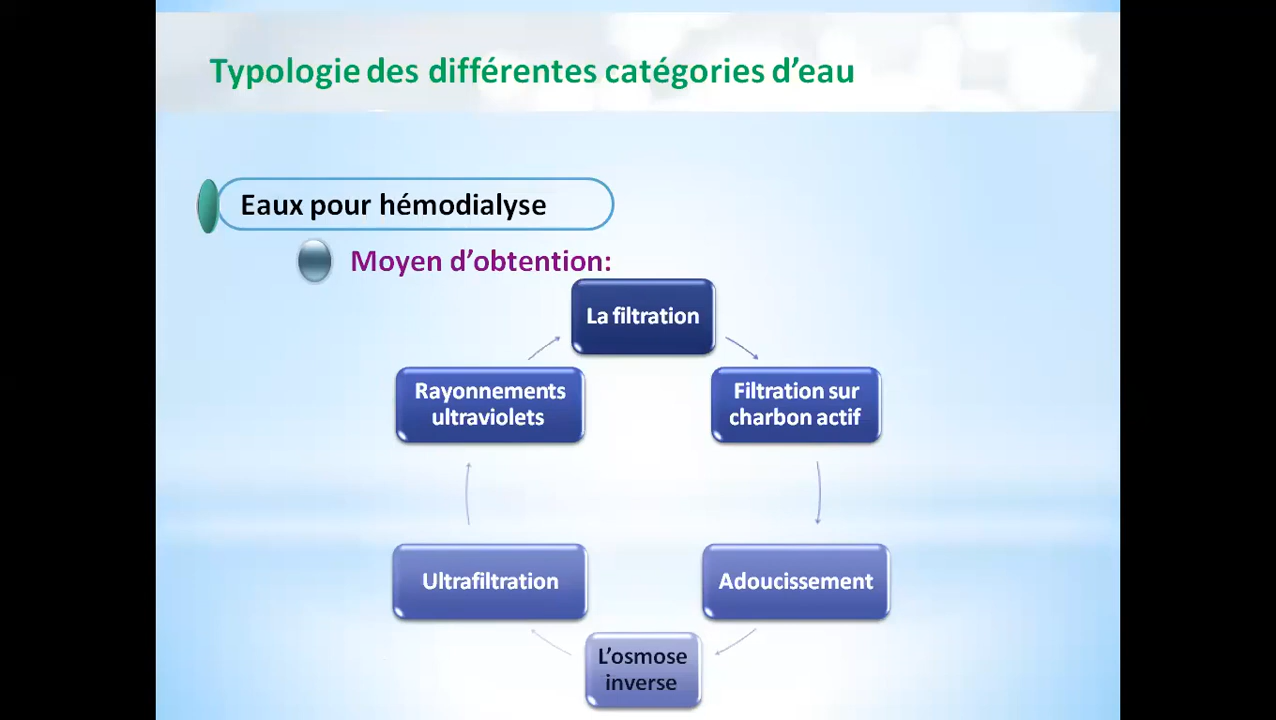 Typologie des différentes catégories d’eau
Eaux pour hémodialyse
Moyen d’obtention:
La filtration
Filtration sur
charbon actif
Adoucissement
L’osmose
inverse
Ultrafiltration
Rayonnements
ultraviolets